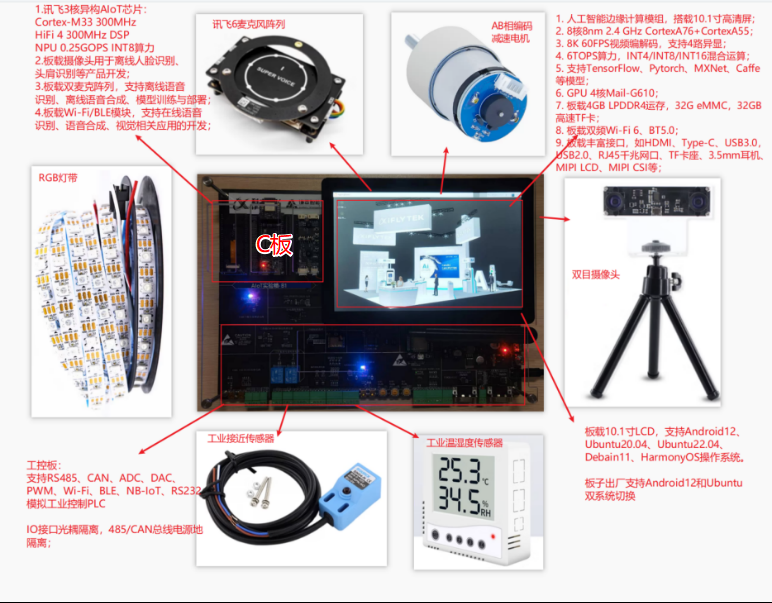 1.讯飞3核异构AIoT芯片：
Cortex-M33 300MHz
HiFi 4 300MHz DSP
NPU 0.25GOPS INT8算力
2.板载摄像头用于离线人脸识别、
头肩识别等产品开发；
3.板载双麦克阵列，支持离线语音
识别、离线语音合成、模型训练与部署；
4.板载Wi-Fi/BLE模块，支持在线语音
识别、语音合成、视觉相关应用的开发；
讯飞6麦克风阵列
SUPER VOICE
AB相编码
减速电机
1. 人工智能边缘计算模组，搭载10.1寸高清屏；
2. 8核8nm 2.4 GHz CortexA76+CortexA55；
3. 8K 60FPS视频编解码，支持4路异显；
4. 6TOPS算力，INT4/INT8/INT16混合运算；
5. 支持TensorFlow、Pytorch、MXNet、Caffe
等模型；
6. GPU 4核Mail-G610；
7. 板载4GB LPDDR4运存，32G eMMC，32GB
高速TF卡；
8. 板载双频Wi-Fi 6、BT5.0；
9. 板载丰富接口，如HDMI、Type-C、USB3.0，
USB2.0、RJ45千兆网口、TF卡座、3.5mm耳机、
MIPI LCD、MIPI CSI等；
RGB灯带
C板
iFLYTEK
双目摄像头
板载10.1寸LCD，支持Android12、
Ubuntu20.04、Ubuntu22.04、
Debain11、HarmonyOS操作系统。
板子出厂支持Android12和Ubuntu
双系统切换
工控板：
支持RS485、CAN、ADC、DAC、
PWM、Wi-Fi、BLE、NB-IoT、RS232
模拟工业控制PLC
IO接口光耦隔离，485/CAN总线电源地
隔离；
工业接近传感器
工业温湿度传感器
25.3℃
34.5%RH